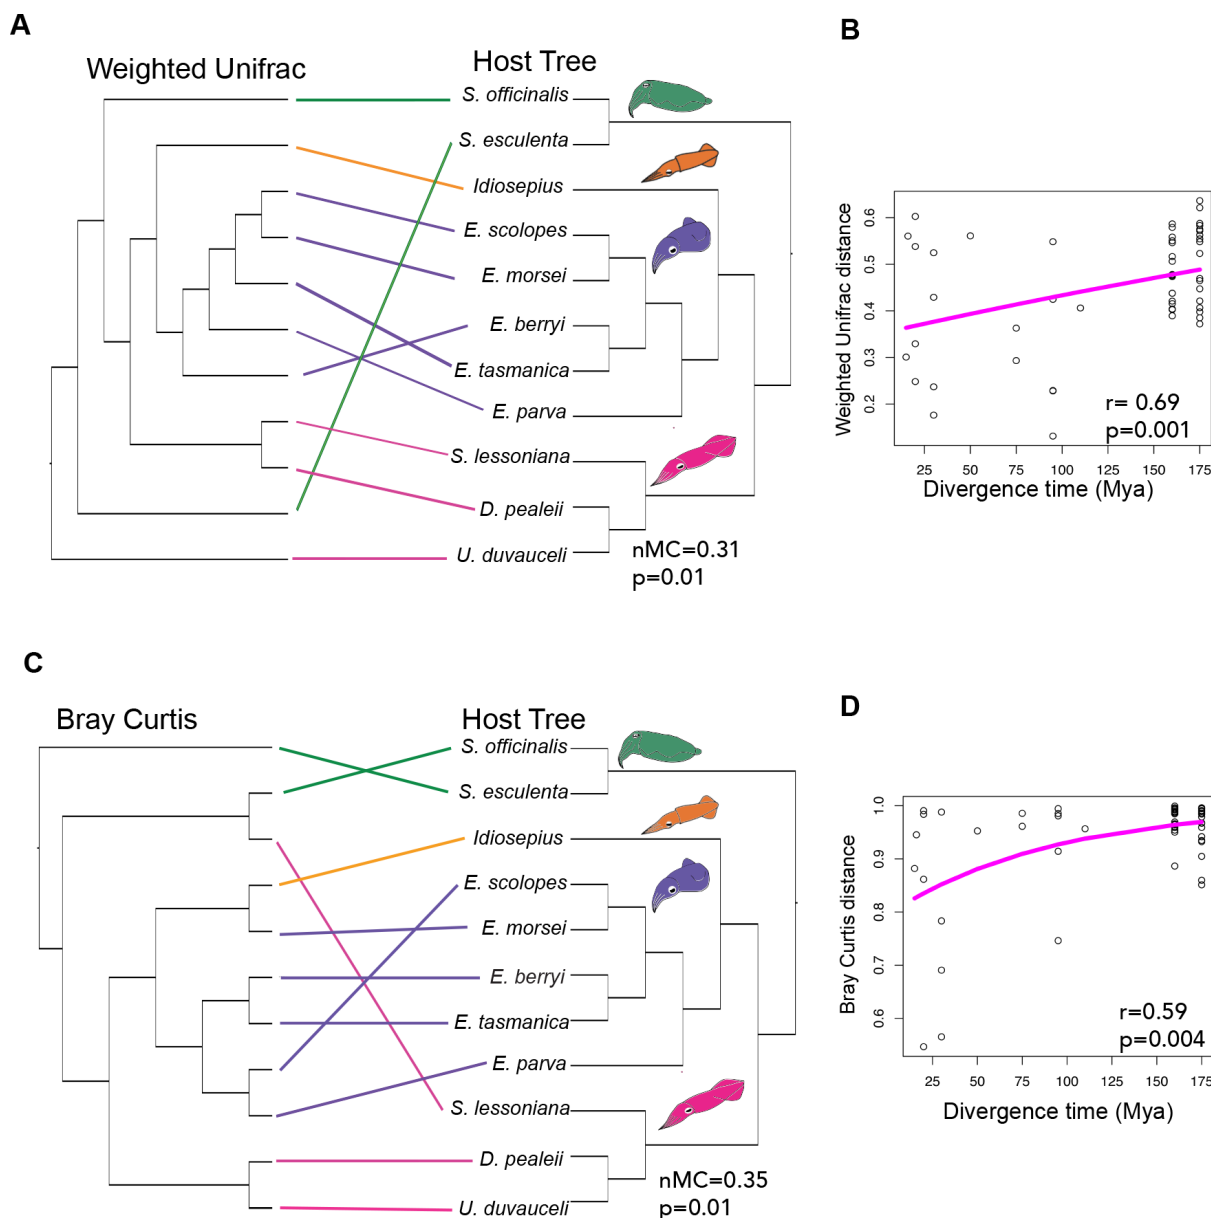 A
Weighted Unifrac
Host Tree
S. officinalis
S. esculenta
Idiosepius
E. scolopes
E. morsei
E. berryi
E. tasmanica
E. parva
S. lessoniana
D. pealeii
U. duvauceli
nMC=0.31
p=0.01
B
Weighted Unifrac distance
0.6
0.5
0.4
0.3
0.2
r= 0.69
p=0.001
25 50 75 100 125 150 175
Divergence time (Mya)
C
Bray Curtis
Host Tree
S. officinalis
S. esculenta
Idiosepius
E. scolopes
E. morsei
E. berryi
E. tasmanica
E. parva
S. lessoniana
D. pealeii
U. duvauceli
nMC=0.35
p=0.01
D
Bray Curtis distance
1.0
0.9
0.8
0.7
0.6
r=0.59
p=0.004
25 50 75 100 125 150 175
Divergence time (Mya)